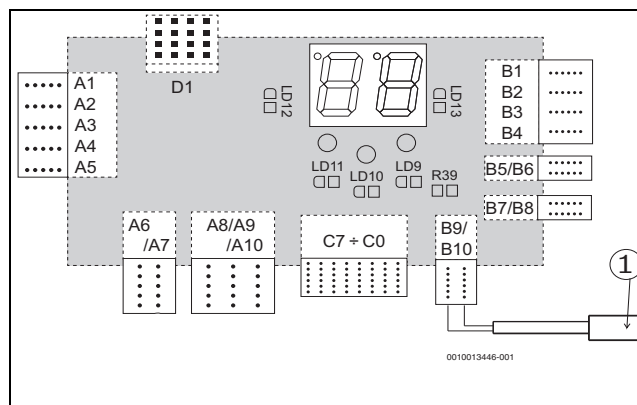 D1
A1
A2
A3
A4
A5
LD12
LD13
B1
B2
B3
B4
B5/B6
B7/B8
LD11
LD10
LD9
R39
A6
/A7
A8/A9
/A10
C7 ÷ C0
B9/
B10
1
0010013446-001